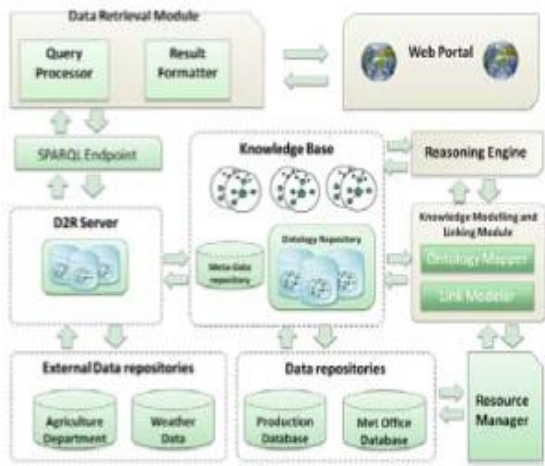 Data Retrieval Module
Query
Processor
Result
Formatter
Web Portal
SPARQL Endpoint
Knowledge Base
Reasoning Engine
D2R Server
Meta-Data
repository
Ontology Repository
Knowledge Modelling and
Linking Module
Ontology Mapper
Link Modeler
External Data repositories
Agriculture
Department
Weather
Data
Data repositories
Production
Database
Met Office
Database
Resource
Manager